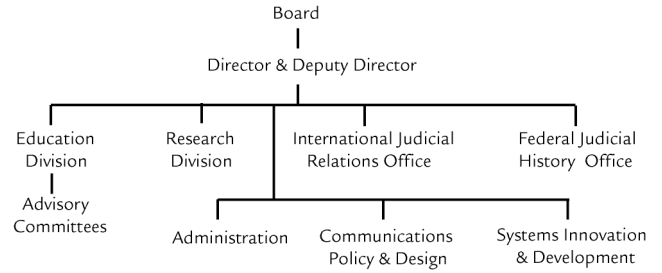 Board
Director & Deputy Director
Education
Division
Research
Division
International Judicial
Relations Office
Federal Judicial
History Office
Advisory
Committees
Administration
Communications
Policy & Design
Systems Innovation
& Development